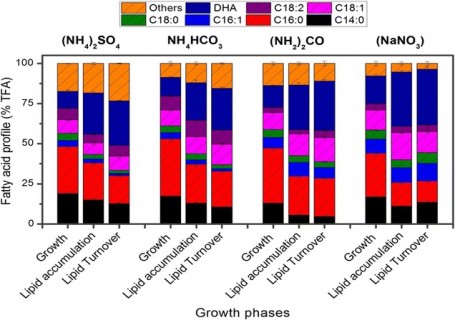 Others DHA C18:2 C18:1
C18:0 C16:1 C16:0 C14:0
(NH4)2SO4 NH4HCO3 (NH2)2CO (NaNO3)
Fatty acid profile (% TFA)
100
75
50
25
0
Growth Lipid accumulation Lipid Turnover Growth Lipid accumulation Lipid Turnover Growth Lipid accumulation Lipid Turnover Growth Lipid accumulation Lipid Turnover
Growth phases